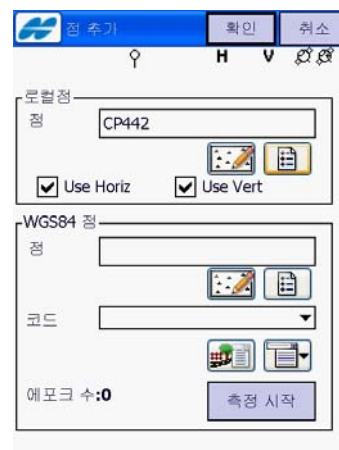 점 추가 확인 취소
H V
로컬점
점 CP442
Use Horiz Use Vert
WGS84 점
점
코드
에포크 수:0 측정 시작